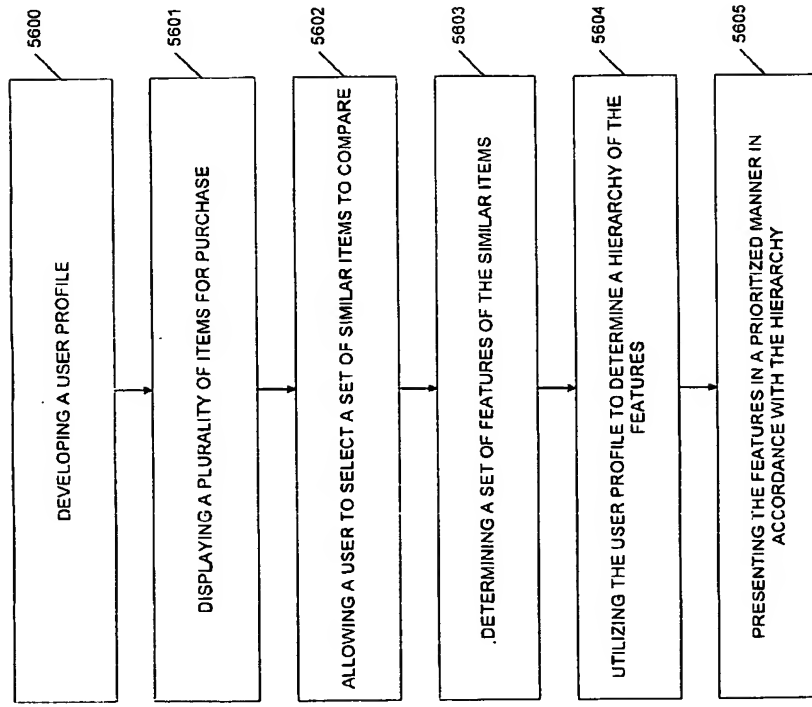 DEVELOPING A USER PROFILE
5600
DISPLAYING A PLURALITY OF ITEMS FOR PURCHASE
5601
ALLOWING A USER TO SELECT A SET OF SIMILAR ITEMS TO COMPARE
5602
DETERMINING A SET OF FEATURES OF THE SIMILAR ITEMS
5603
UTILIZING THE USER PROFILE TO DETERMINE A HIERARCHY OF THE
FEATURES
5604
PRESENTING THE FEATURES IN A PRIORITIZED MANNER IN
ACCORDANCE WITH THE HIERARCHY
5605